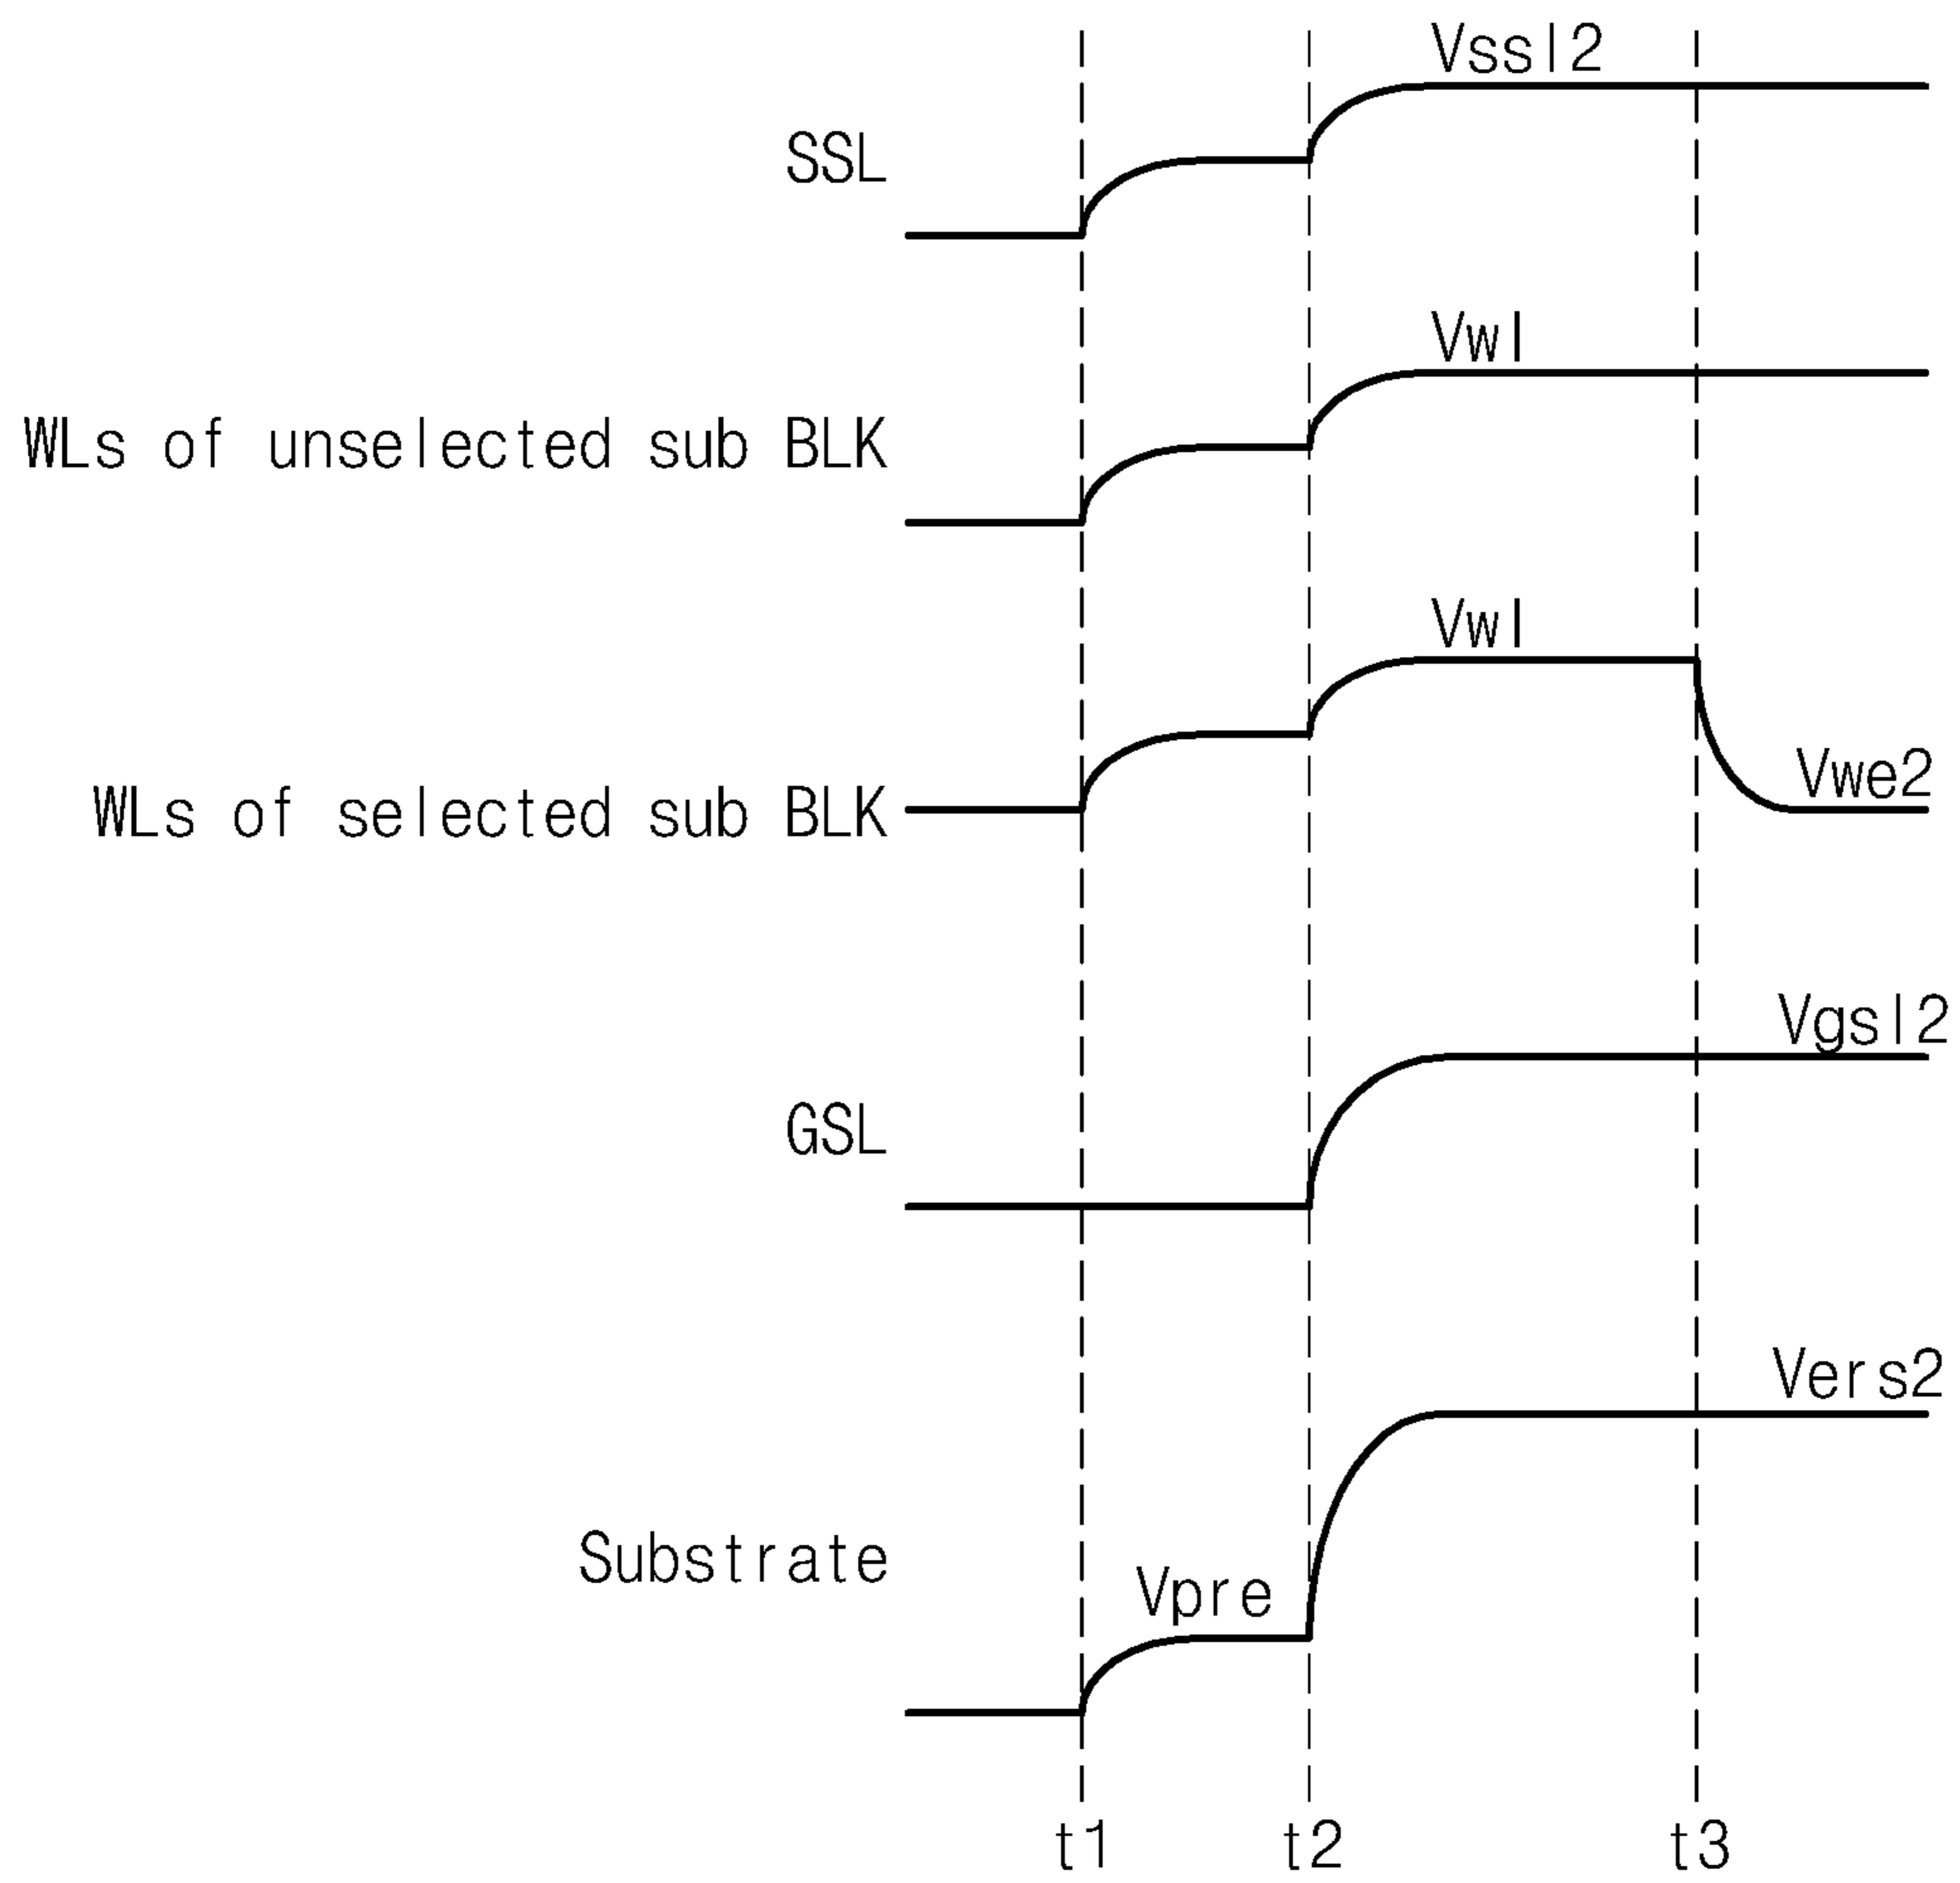 Vssl2
SSL
Vwl
WLs of unselected sub BLK
Vwl
Vwe2
WLs of selected sub BLK
Vgsl2
GSL
Vers2
Substrate
Vpre
t1 t2 t3